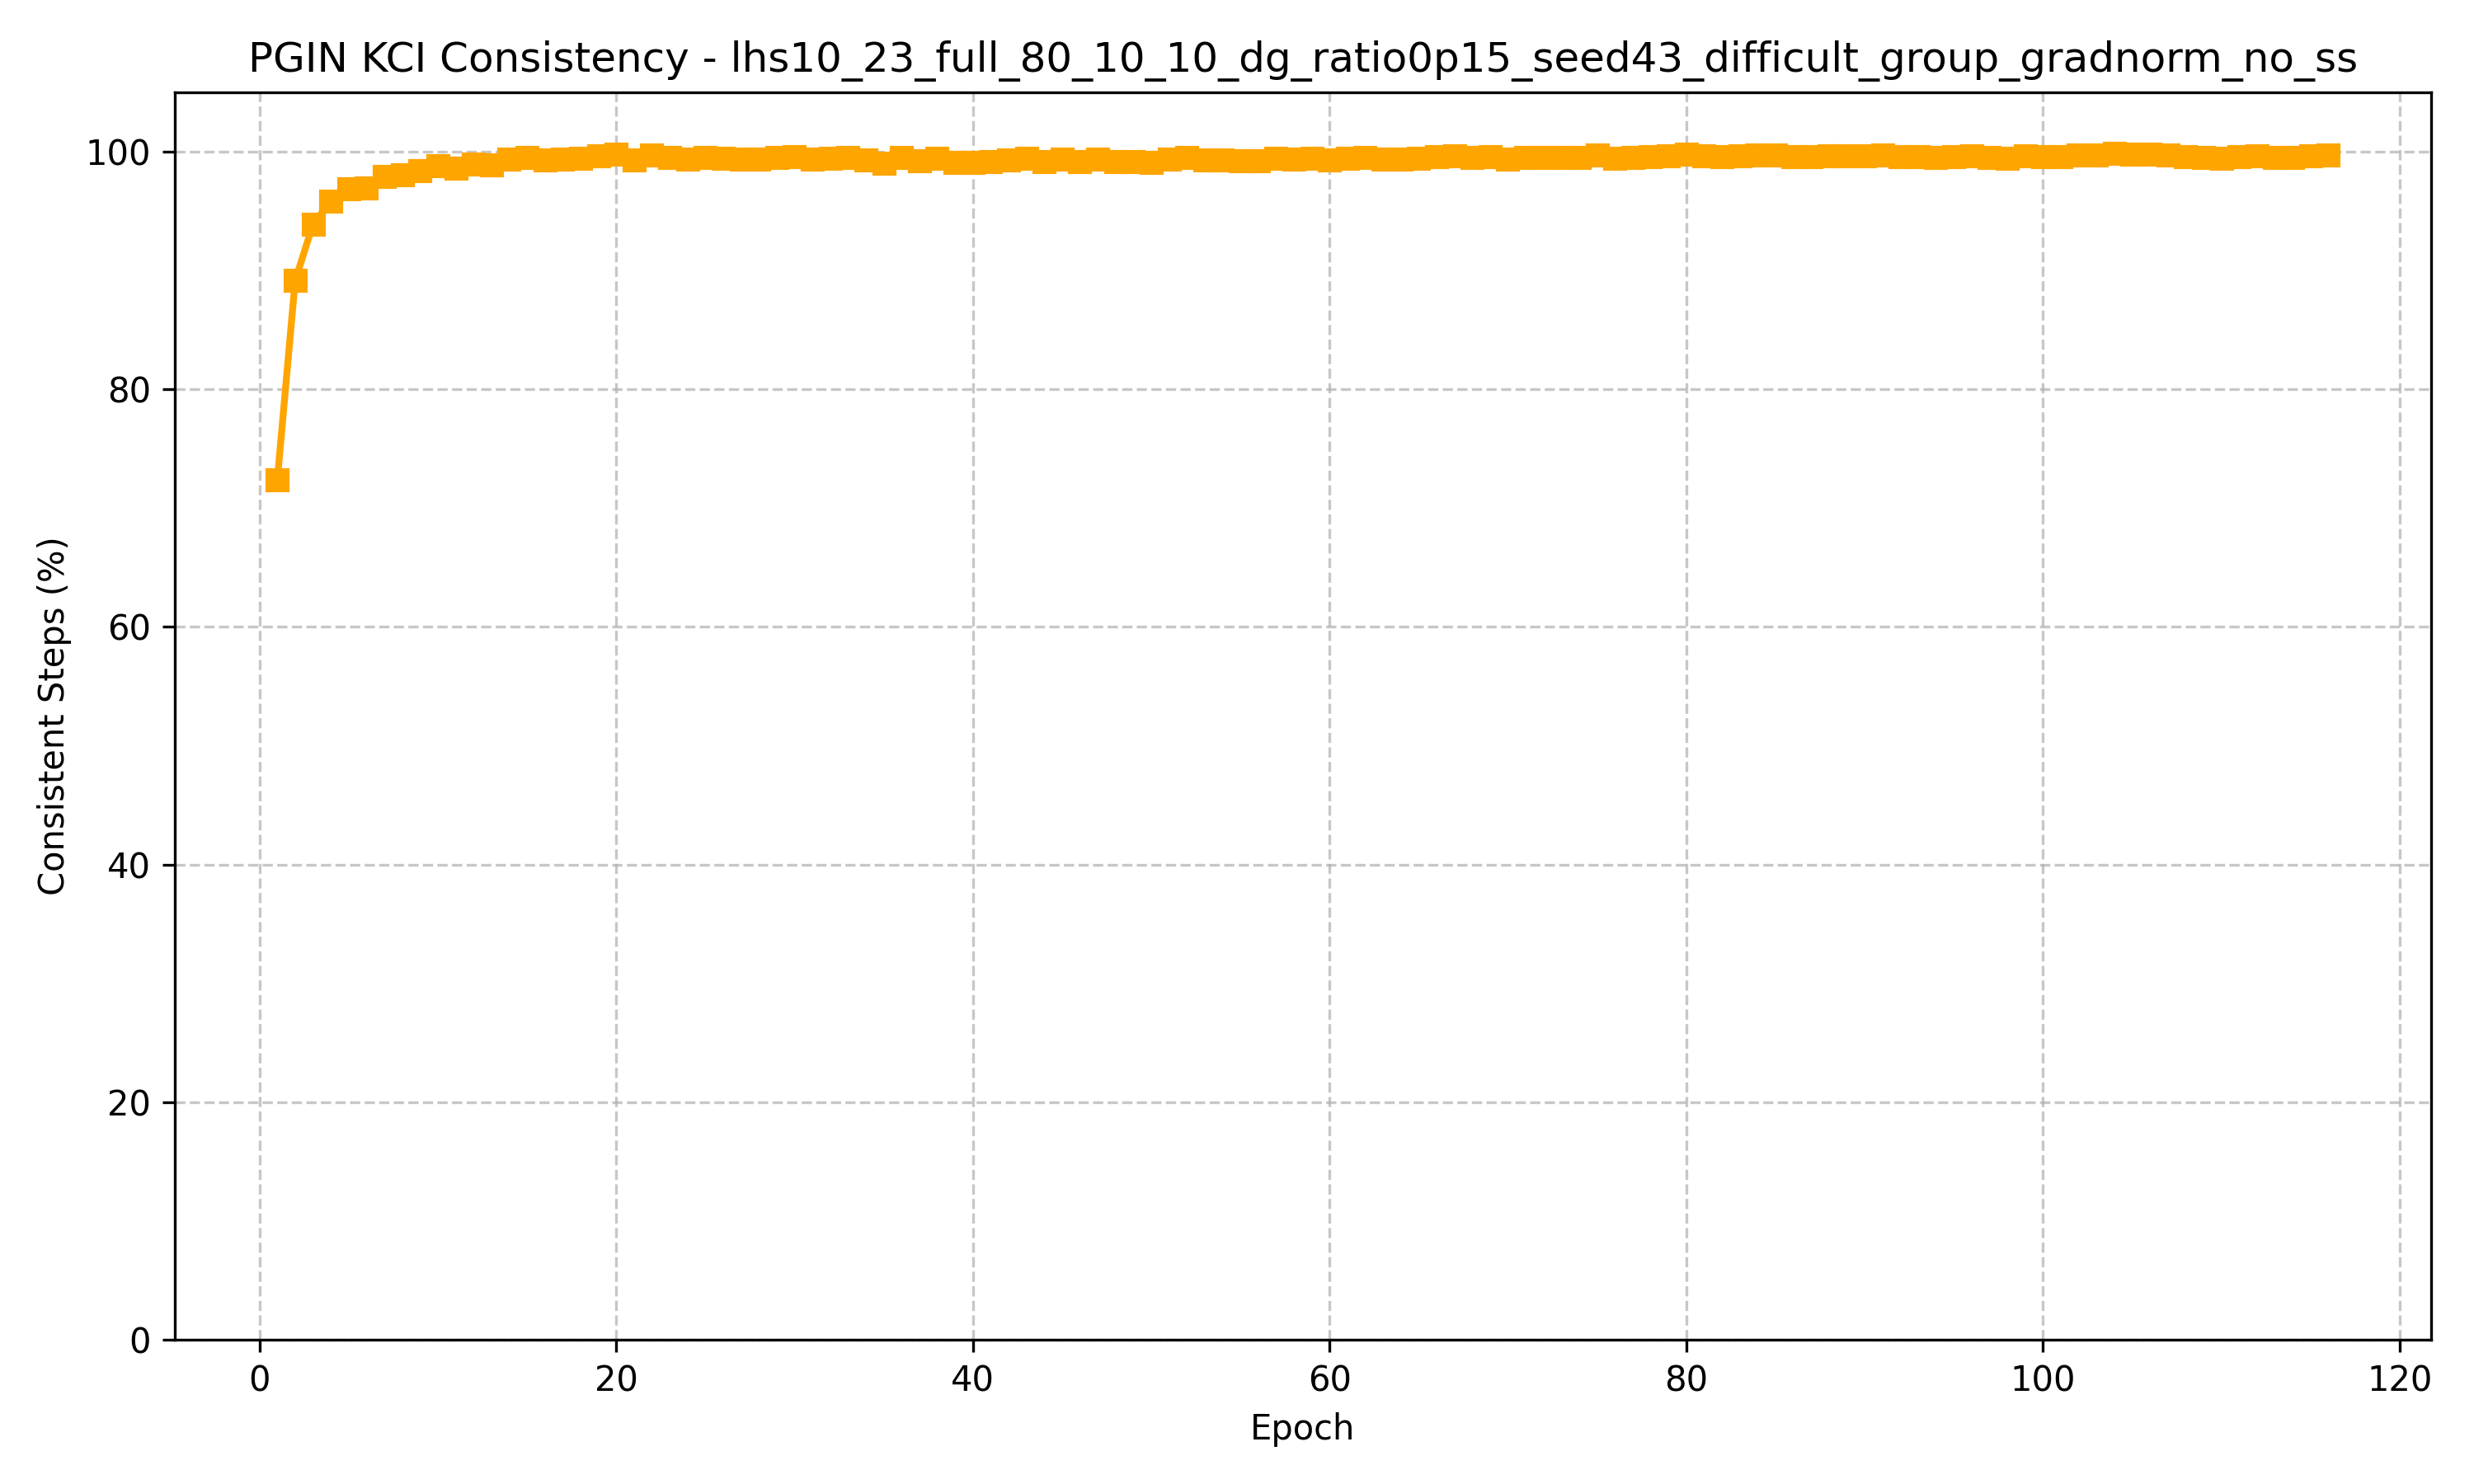 PGIN KCI Consistency - lhs10_23_full_80_10_10_dg_ratio0p15_seed43_difficult_group_gradnorm_no_ss
100
80
60
40
20
0
Consistent Steps (%)
0 20 40 60 80 100 120
Epoch